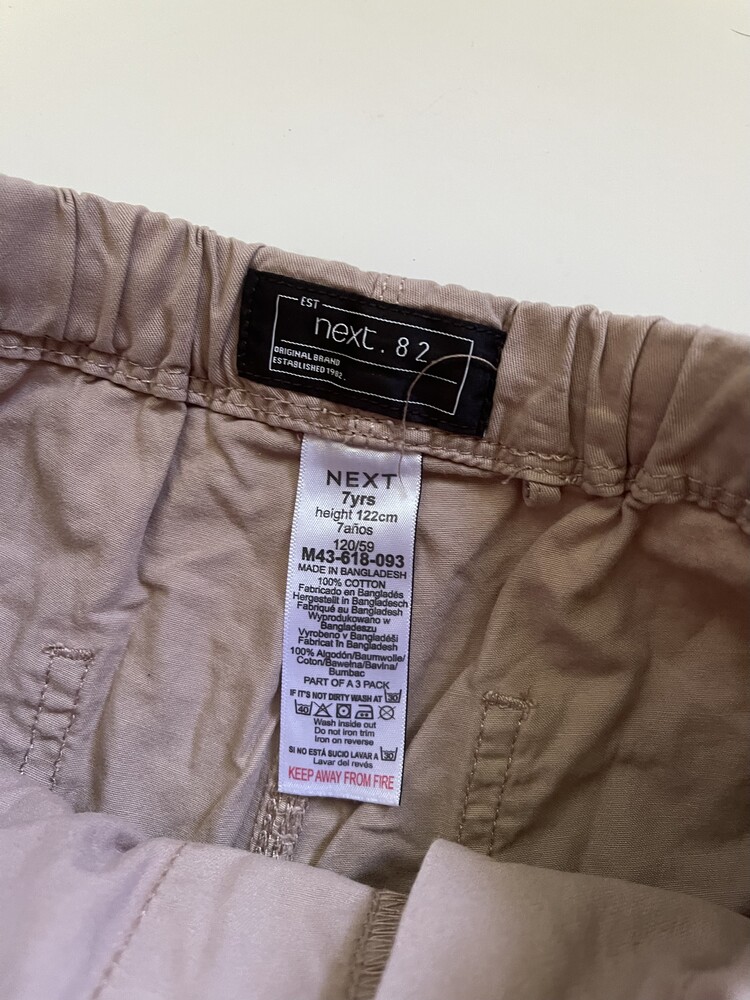 EST
next. 82
ORIGINAL BRAND
ESTABLISHED 1982.
NEXT
7yrs
height 122cm
7años
120/59
M43-618-093
MADE IN BANGLADESH
100% COTTON
Fabricado en Bangladés
Hergestellt in Bangladesch
Fabriqué au Bangladesh
Wyprodukowano w
Bangladeszu
Vyrobeno v Bangladéši
Fabricat în Bangladesh
100% Algodón/Baumwolle/
Coton/Bawełna/Bavlna/
Bumbac
PART OF A 3 PACK
IF IT'S NOT DIRTY WASH AT 30
40
Wash inside out
Do not iron trim
Iron on reverse
SI NO ESTÁ SUCIO LAVAR A 30
Lavar del revés
KEEP AWAY FROM FIRE